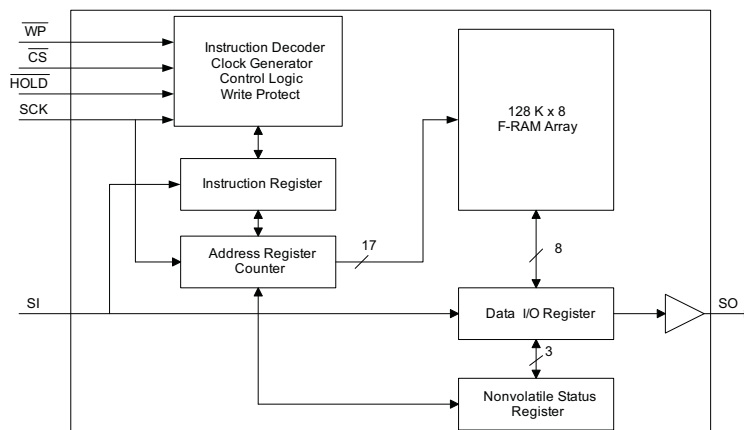 WP
CS
HOLD
SCK
Instruction Decoder
Clock Generator
Control Logic
Write Protect
128 K x 8
F-RAM Array
Instruction Register
Address Register
Counter
17
8
SI
Data I/O Register
SO
3
Nonvolatile Status
Register